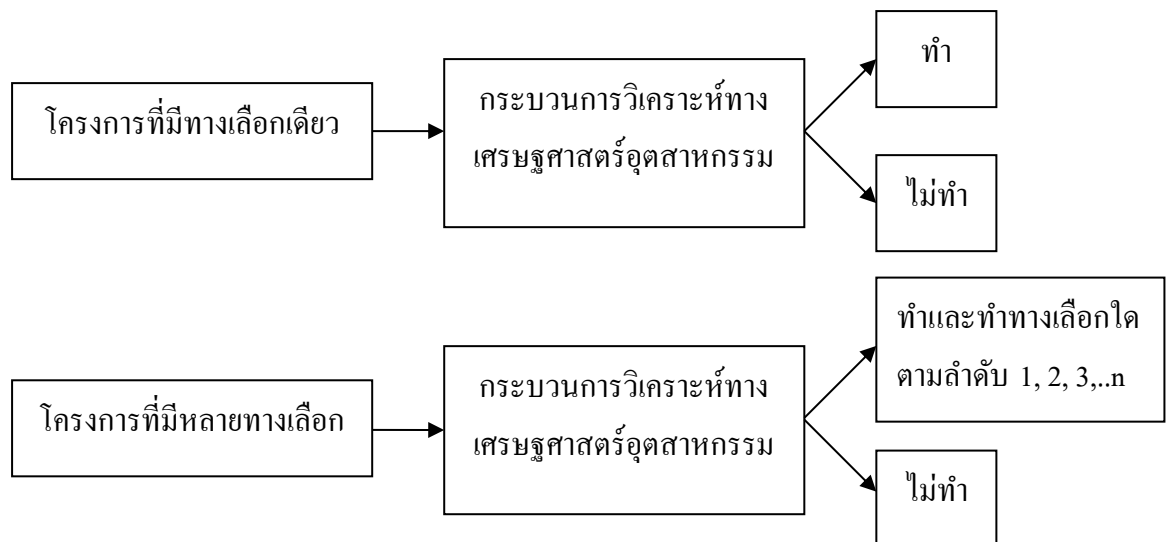 โครงการที่มีทางเลือกเดียว
กระบวนการวิเคราะห์ทาง
เศรษฐศาสตร์อุตสาหกรรม
ทำ
ไม่ทำ
โครงการที่มีหลายทางเลือก
กระบวนการวิเคราะห์ทาง
เศรษฐศาสตร์อุตสาหกรรม
ทำและทำทางเลือกใด
ตามลำดับ 1, 2, 3,..n
ไม่ทำ